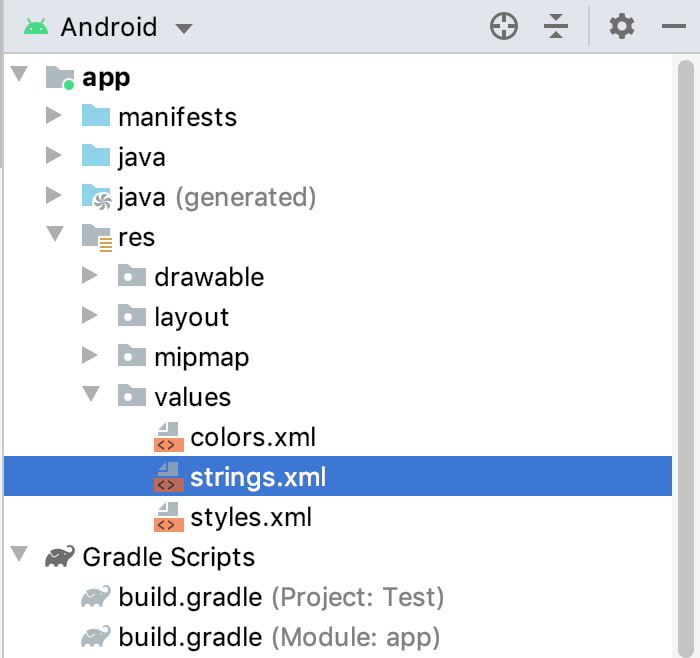 Android
app
manifests
java
java (generated)
res
drawable
layout
mipmap
values
colors.xml
strings.xml
styles.xml
Gradle Scripts
build.gradle (Project: Test)
build.gradle (Module: app)